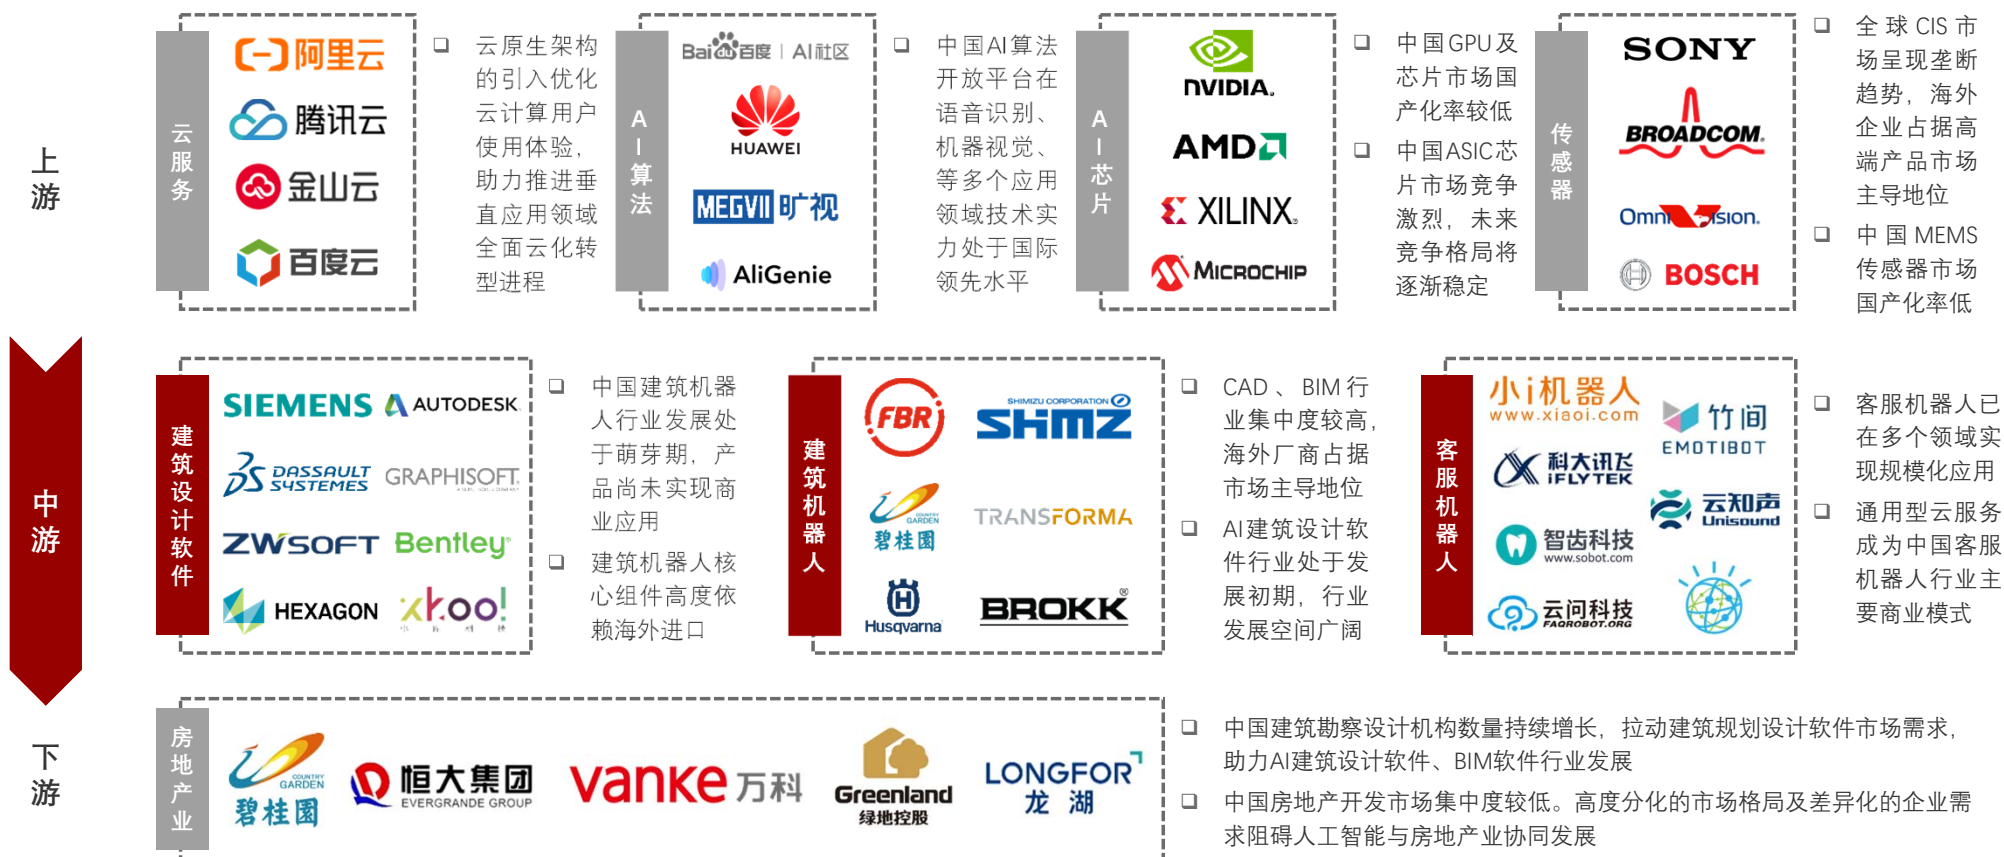 上游
云服务
阿里云
腾讯云
金山云
百度云
云原生架构
的引入优化
云计算用户
使用体验，
助力推进垂
直应用领域
全面云化转
型进程
AI算法
Bai du 百度 | AI社区
HUAWEI
MEGVII 旷视
AliGenie
中国AI算法
开放平台在
语音识别、
机器视觉、
等多个应用
领域技术实
力处于国际
领先水平
AI芯片
NVIDIA.
AMD
XILINX.
MICROCHIP
中国GPU及
芯片市场国
产化率较低
中国ASIC芯
片市场竞争
激烈，未来
竞争格局将
逐渐稳定
传感器
SONY
BROADCOM.
OmniVision.
BOSCH
全球CIS市
场呈现垄断
趋势，海外
企业占据高
端产品市场
主导地位
中国MEMS
传感器市场
国产化率低
中游
建筑设计软件
SIEMENS
AUTODESK.
DASSAULT
SYSTEMES
GRAPHISOFT.
ZWSOFT
Bentley
HEXAGON
xkool
中国建筑机器
人行业发展处
于萌芽期，产
品尚未实现商
业应用
建筑机器人核
心组件高度依
赖海外进口
建筑机器人
FBR
SHIMIZU CORPORATION
SHIMZ
COUNTRY
GARDEN
碧桂園
TRANSFORMA
Husqvarna
BROKK®
CAD、BIM行
业集中度较高，
海外厂商占据
市场主导地位
AI建筑设计软
件行业处于发
展初期，行业
发展空间广阔
客服机器人
小i机器人
www.xiaoi.com
竹间
EMOTIBOT
科大讯飞
iFLYTEK
云知声
Unisound
智齿科技
www.sobot.com
云问科技
FAQROBOT.ORG
客服机器人已
在多个领域实
现规模化应用
通用型云服务
成为中国客服
机器人行业主
要商业模式
下游
房地产业
COUNTRY
GARDEN
碧桂園
恒大集团
EVERGRANDE GROUP
vanke 万科
Greenland
绿地控股
LONGFOR
龙湖
中国建筑勘察设计机构数量持续增长，拉动建筑规划设计软件市场需求，
助力AI建筑设计软件、BIM软件行业发展
中国房地产开发市场集中度较低。高度分化的市场格局及差异化的企业需
求阻碍人工智能与房地产业协同发展